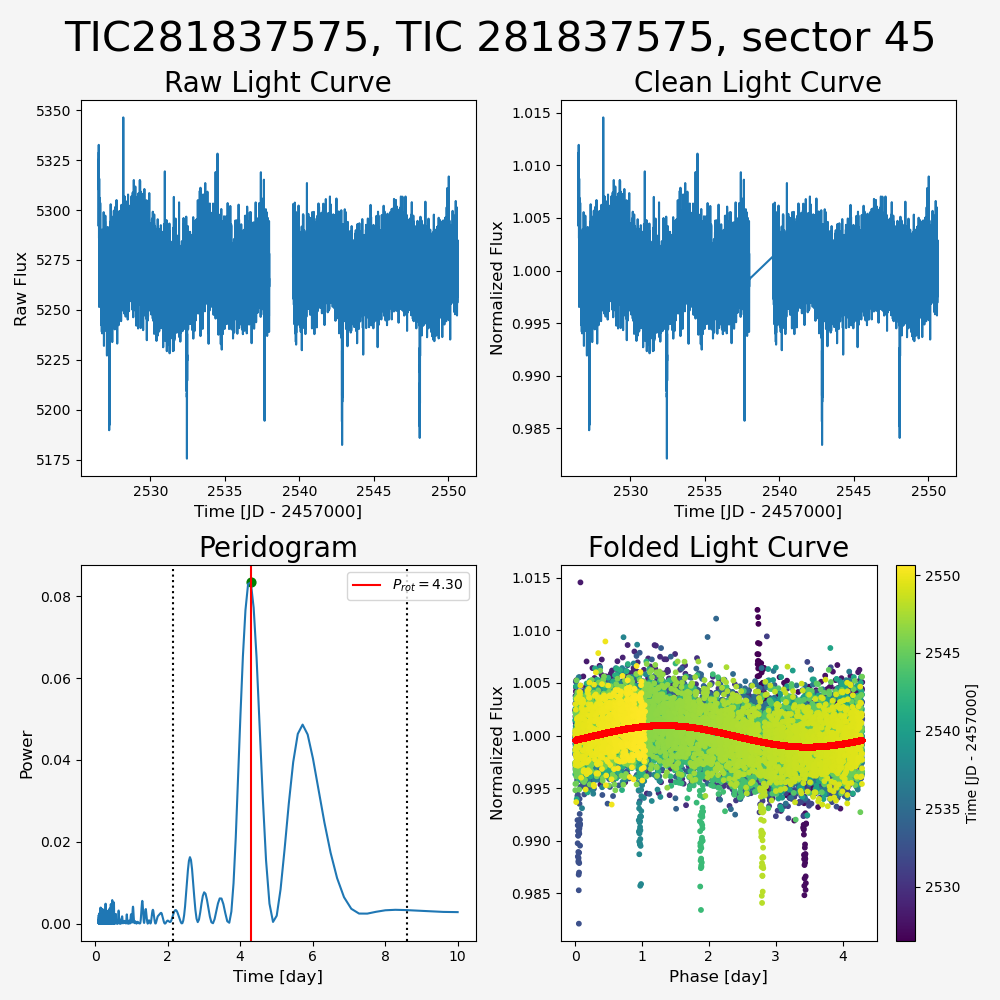 TIC281837575, TIC 281837575, sector 45
Raw Light Curve
Clean Light Curve
5350
5325
5300
5275
5250
5225
5200
5175
Raw Flux
2530 2535 2540 2545 2550
Time [JD - 2457000]
1.015
1.010
1.005
1.000
0.995
0.990
0.985
Normalized Flux
2530 2535 2540 2545 2550
Time [JD - 2457000]
Peridogram
Folded Light Curve
0.08
0.06
0.04
0.02
0.00
Power
P_rot = 4.30
0 2 4 6 8 10
Time [day]
1.015
1.010
1.005
1.000
0.995
0.990
0.985
Normalized Flux
0 1 2 3 4
Phase [day]
2550
2545
2540
2535
2530
Time [JD - 2457000]